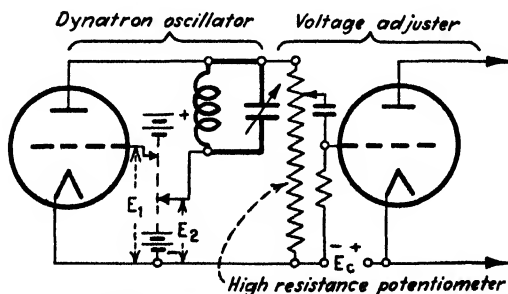 Dynatron oscillator
Voltage adjuster
+
E1
E2
-
- +
Ec
High resistance potentiometer